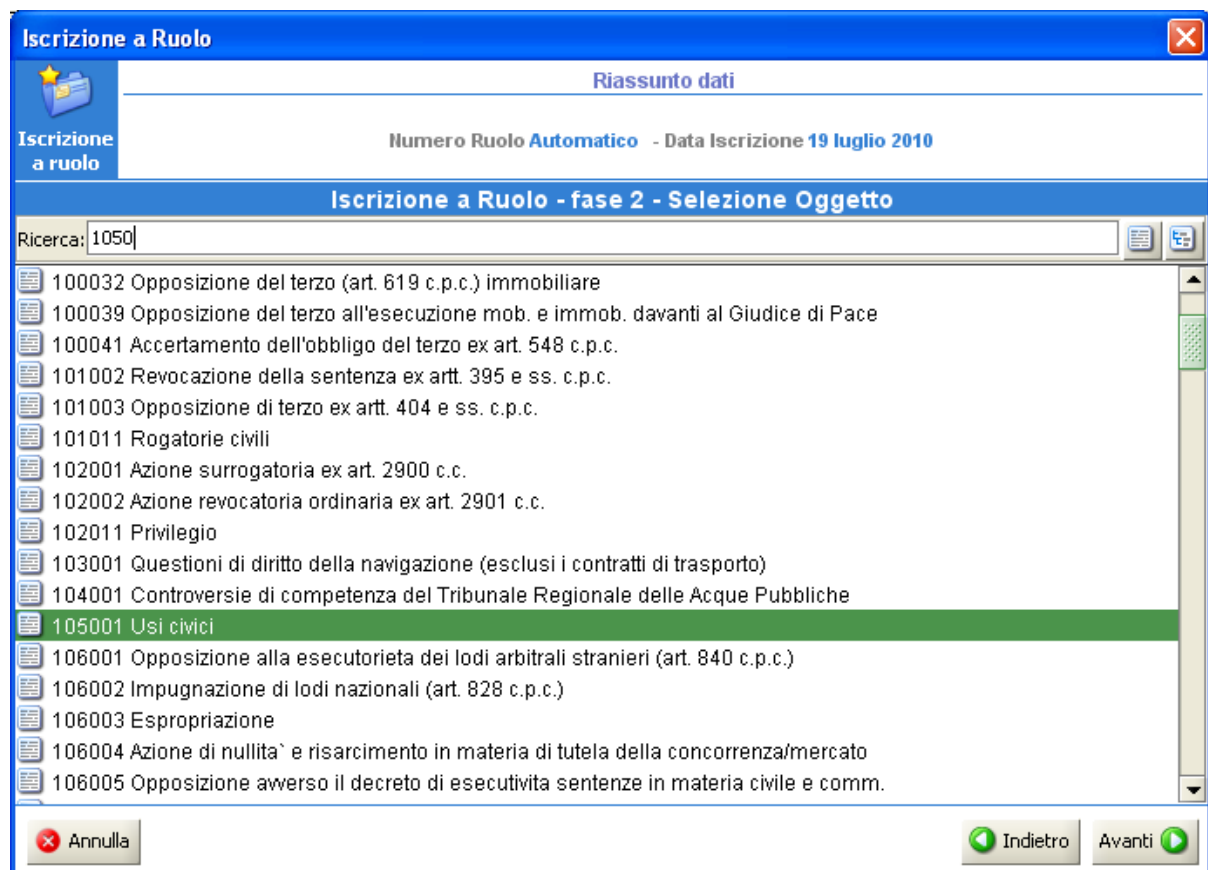 Iscrizione a Ruolo
Riassunto dati
Iscrizione
a ruolo
Numero Ruolo Automatico - Data Iscrizione 19 luglio 2010
Iscrizione a Ruolo - fase 2 - Selezione Oggetto
Ricerca: 1050
100032 Opposizione del terzo (art. 619 c.p.c.) immobiliare
100039 Opposizione del terzo all'esecuzione mob. e immob. davanti al Giudice di Pace
100041 Accertamento dell'obbligo del terzo ex art. 548 c.p.c.
101002 Revocazione della sentenza ex artt. 395 e ss. c.p.c.
101003 Opposizione di terzo ex artt. 404 e ss. c.p.c.
101011 Rogatorie civili
102001 Azione surrogatoria ex art. 2900 c.c.
102002 Azione revocatoria ordinaria ex art. 2901 c.c.
102011 Privilegio
103001 Questioni di diritto della navigazione (esclusi i contratti di trasporto)
104001 Controversie di competenza del Tribunale Regionale delle Acque Pubbliche
105001 Usi civici
106001 Opposizione alla esecutorieta dei lodi arbitrali stranieri (art. 840 c.p.c.)
106002 Impugnazione di lodi nazionali (art. 828 c.p.c.)
106003 Espropriazione
106004 Azione di nullita` e risarcimento in materia di tutela della concorrenza/mercato
106005 Opposizione avverso il decreto di esecutivita sentenze in materia civile e comm.
Annulla
Indietro
Avanti